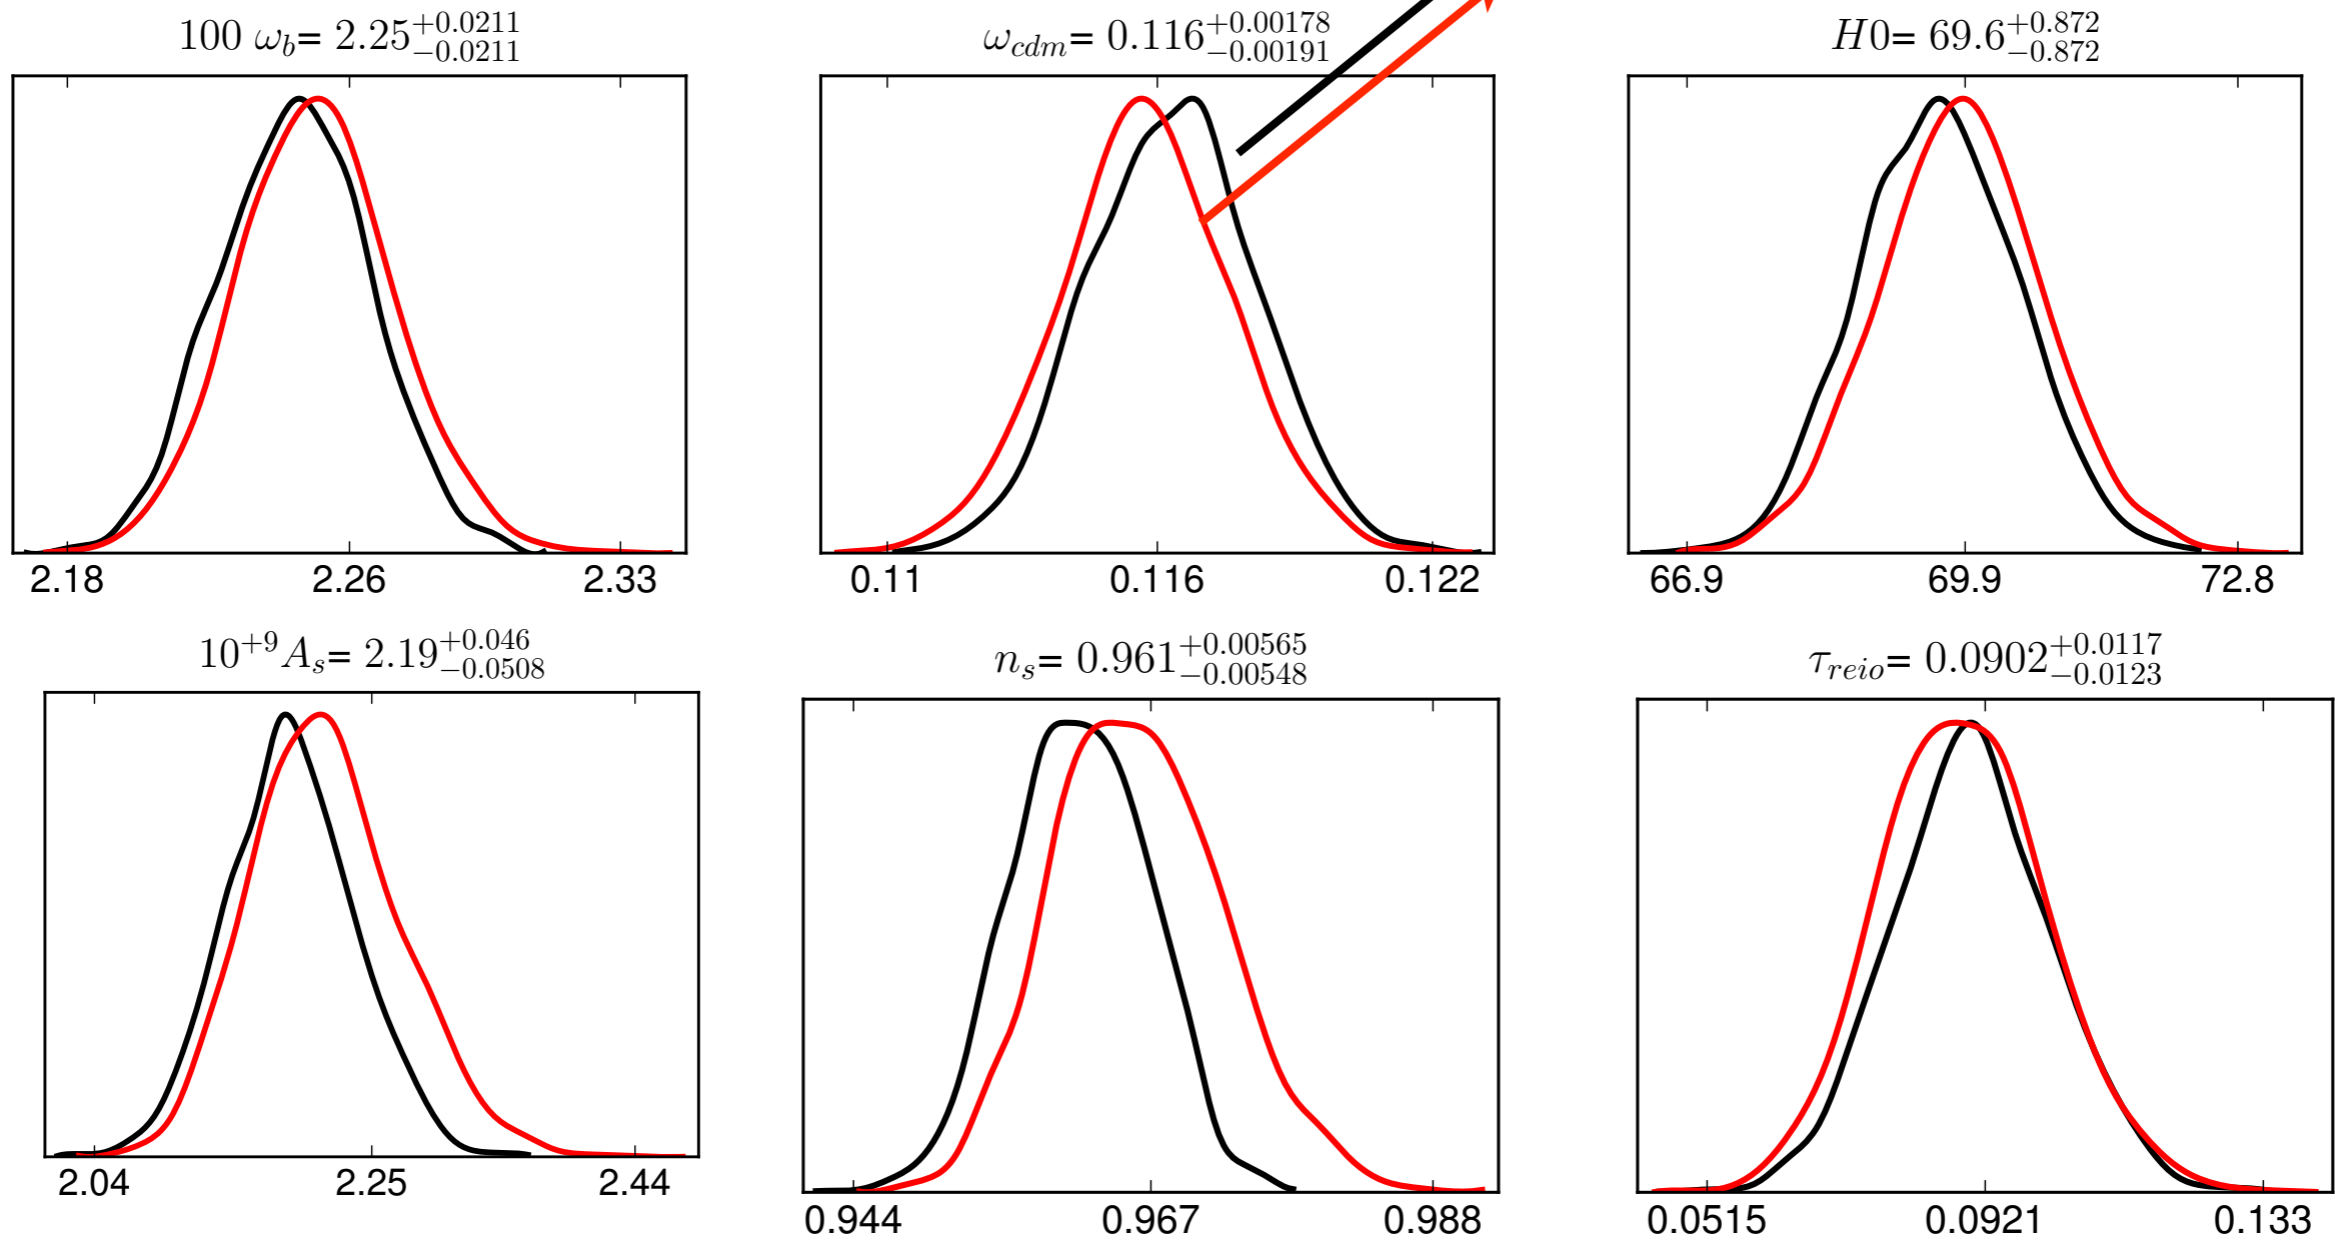 100 ω_b= 2.25^{+0.0211}_{-0.0211}
ω_{cdm}= 0.116^{+0.00178}_{-0.00191}
H0= 69.6^{+0.872}_{-0.872}
2.18 2.26 2.33
0.11 0.116 0.122
66.9 69.9 72.8
10^{+9}A_s= 2.19^{+0.046}_{-0.0508}
n_s= 0.961^{+0.00565}_{-0.00548}
τ_{reio}= 0.0902^{+0.0117}_{-0.0123}
2.04 2.25 2.44
0.944 0.967 0.988
0.0515 0.0921 0.133